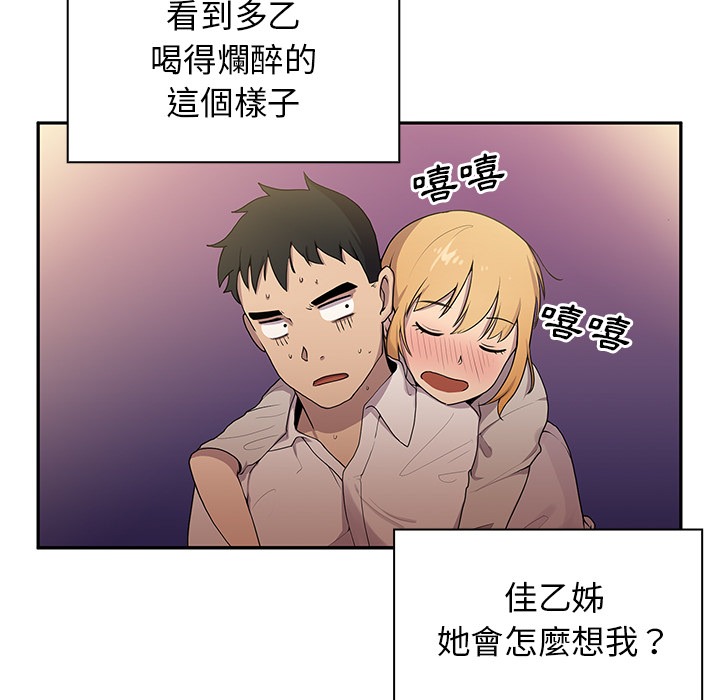 看到多乙
喝得爛醉的
這個樣子
嘻嘻
嘻嘻
佳乙姊
她會怎麼想我？